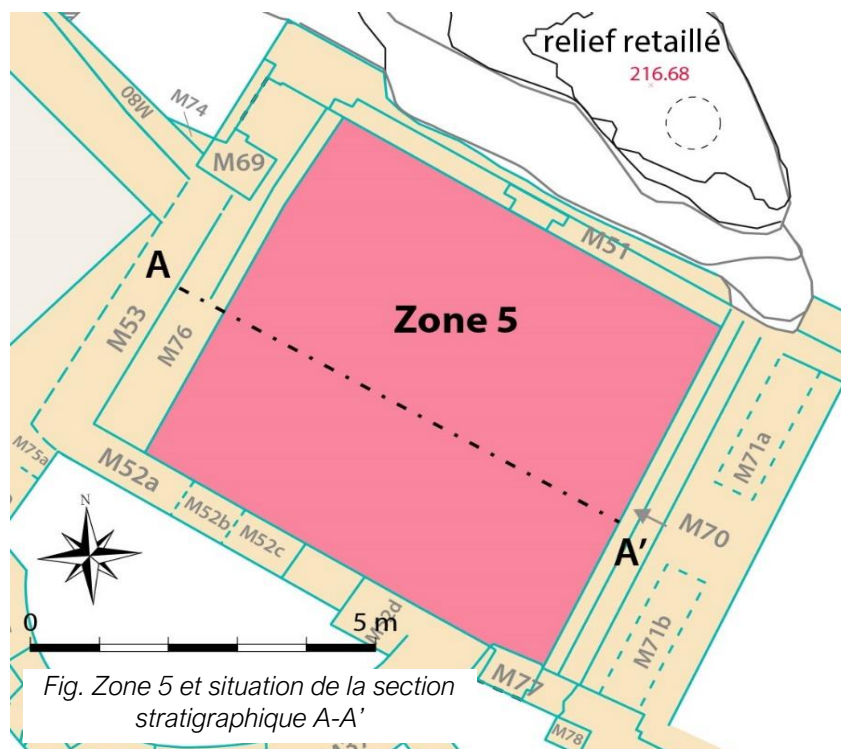 relief retaillé
216.68
M80
M74
M69
M51
A
Zone 5
M53
M76
M71a
M75a
M52a
M52b
M52c
A'
M70
N
M71b
0
5 m
M77
M78
Fig. Zone 5 et situation de la section
stratigraphique A-A'